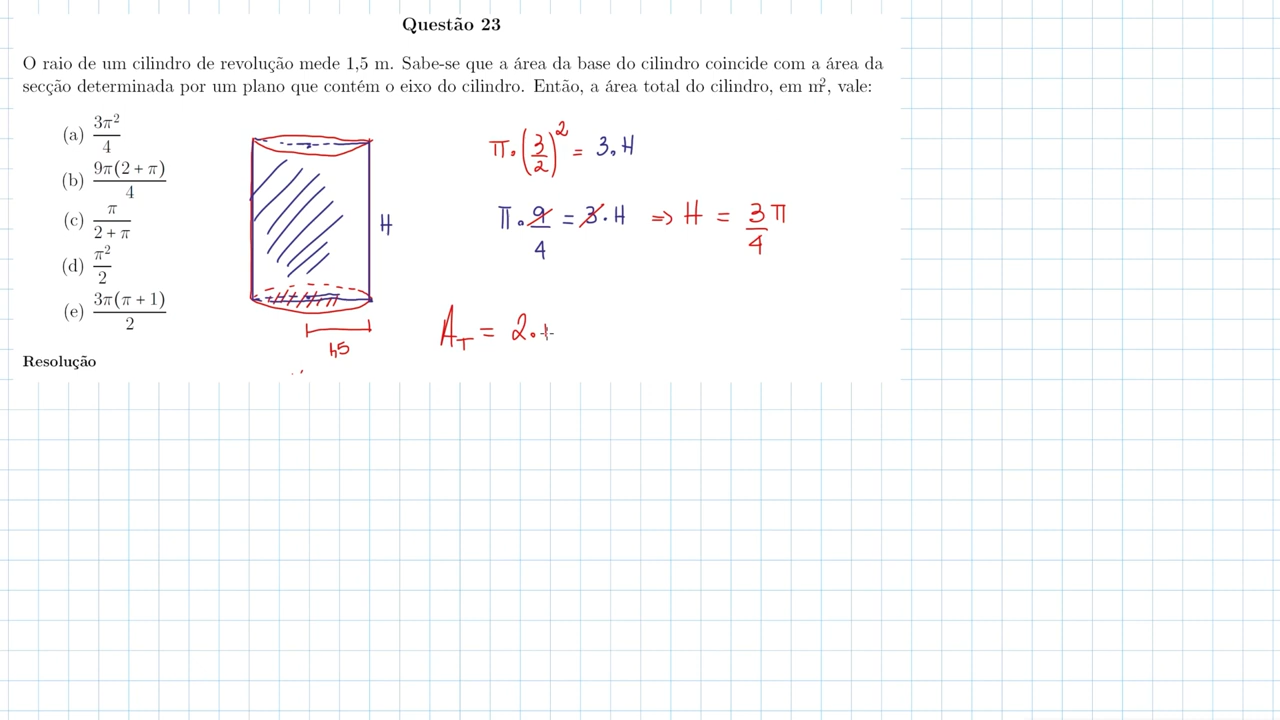 Questão 23
O raio de um cilindro de revolução mede 1,5 m. Sabe-se que a área da base do cilindro coincide com a área da
secção determinada por um plano que contém o eixo do cilindro. Então, a área total do cilindro, em m², vale:
(a) 3π²/4
(b) 9π(2 + π)/4
(c) π/(2 + π)
(d) π²/2
(e) 3π(π + 1)/2
Resolução
H
1,5
π · (3/2)² = 3 · H
π · 9/4 = 3 · H ⇒ H = 3π/4
A_T = 2 ·